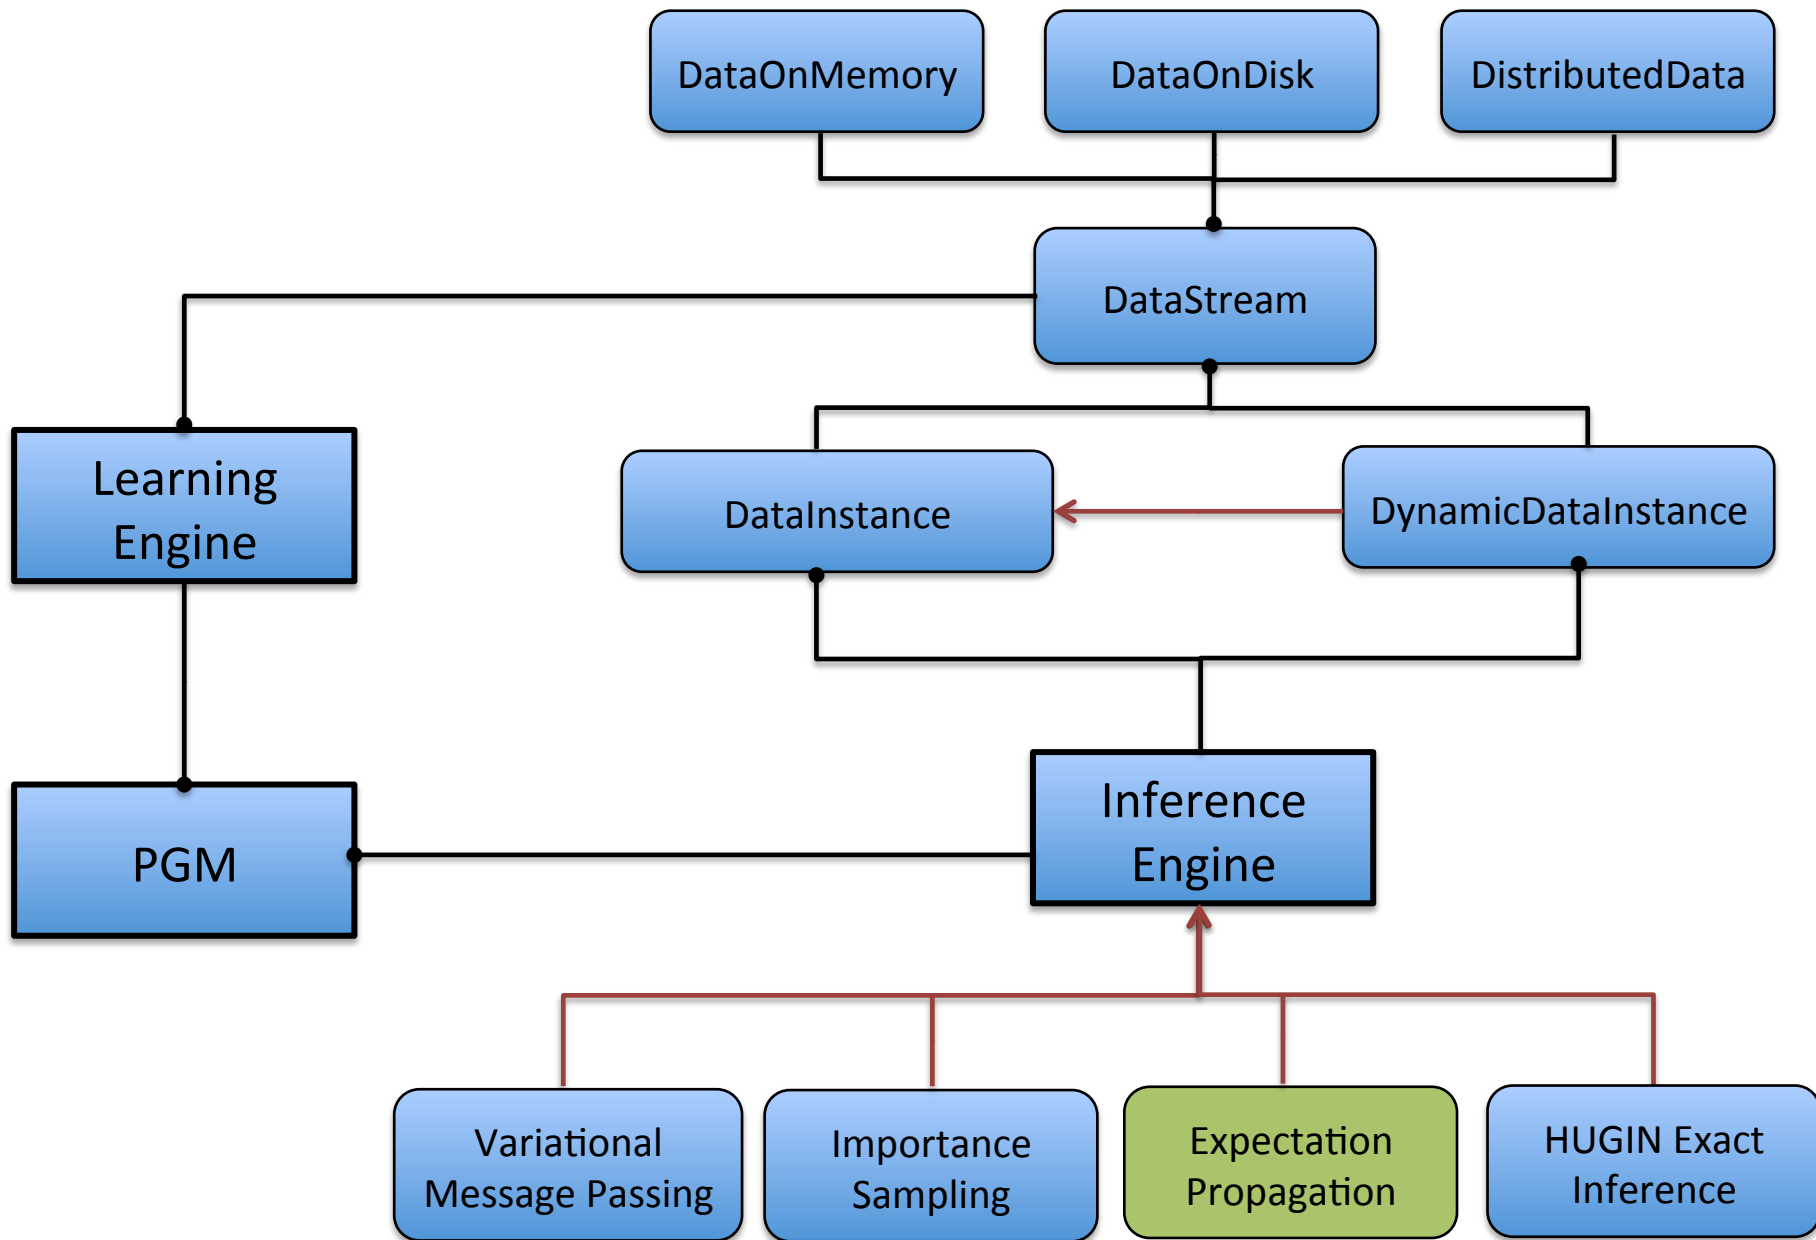 DataOnMemory
DataOnDisk
DistributedData
DataStream
Learning
Engine
DataInstance
DynamicDataInstance
PGM
Inference
Engine
Variational
Message Passing
Importance
Sampling
Expectation
Propagation
HUGIN Exact
Inference